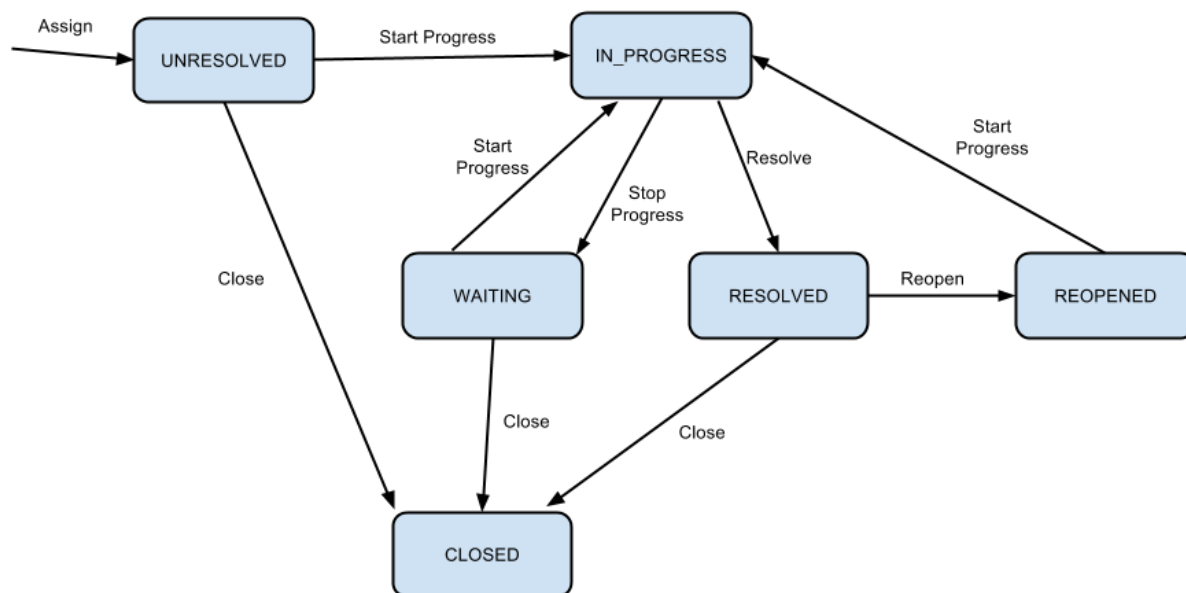 Assign
UNRESOLVED
Start Progress
IN_PROGRESS
Start
Progress
Resolve
Start
Progress
Stop
Progress
Close
WAITING
RESOLVED
Reopen
REOPENED
Close
Close
CLOSED